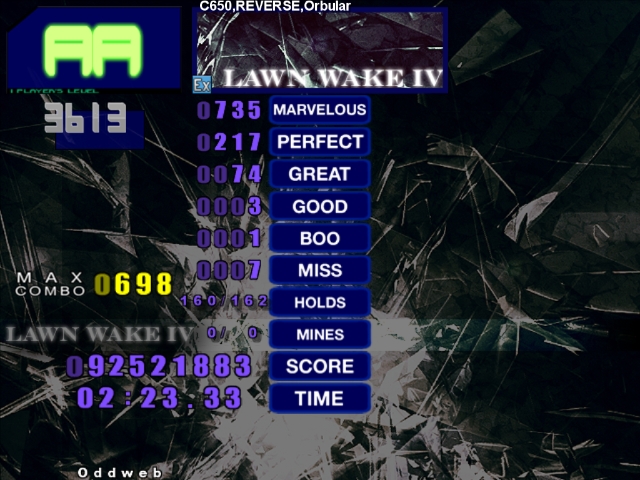 C650,REVERSE,Orbular
AA
LAWN WAKE IV
Ex
PLAYER'S LEVEL
3613
0735 MARVELOUS
0217 PERFECT
0074 GREAT
0003 GOOD
0001 BOO
0007 MISS
MAX COMBO 0698
160/162 HOLDS
LAWN WAKE IV
0/ 0 MINES
092521883 SCORE
02:23.33 TIME
Oddweb